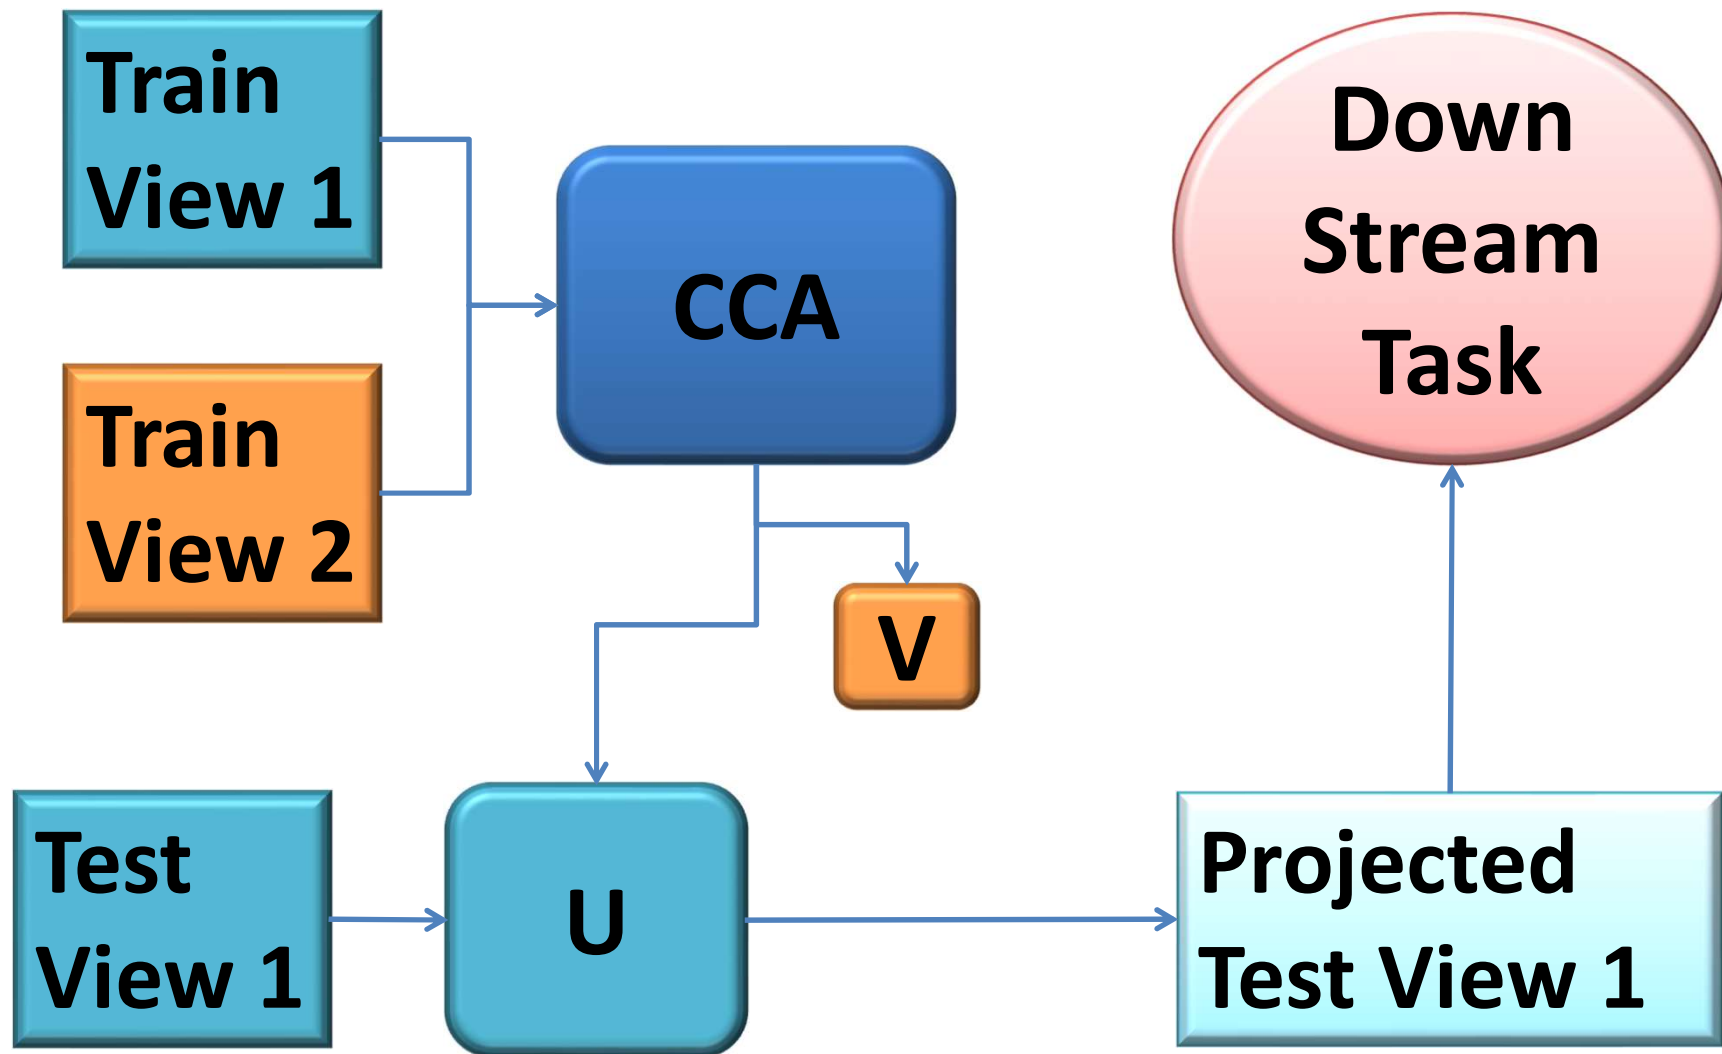 Train
View 1
Train
View 2
CCA
V
Down
Stream
Task
Test
View 1
U
Projected
Test View 1